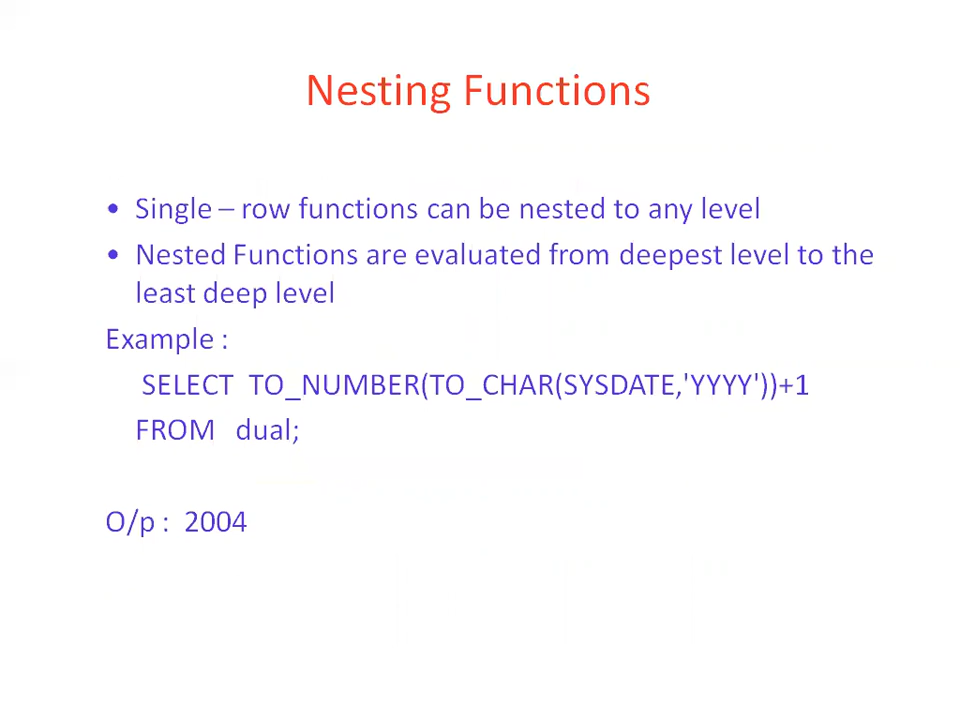 Nesting Functions
• Single – row functions can be nested to any level
• Nested Functions are evaluated from deepest level to the
least deep level
Example :
SELECT TO_NUMBER(TO_CHAR(SYSDATE,'YYYY'))+1
FROM dual;
O/p : 2004